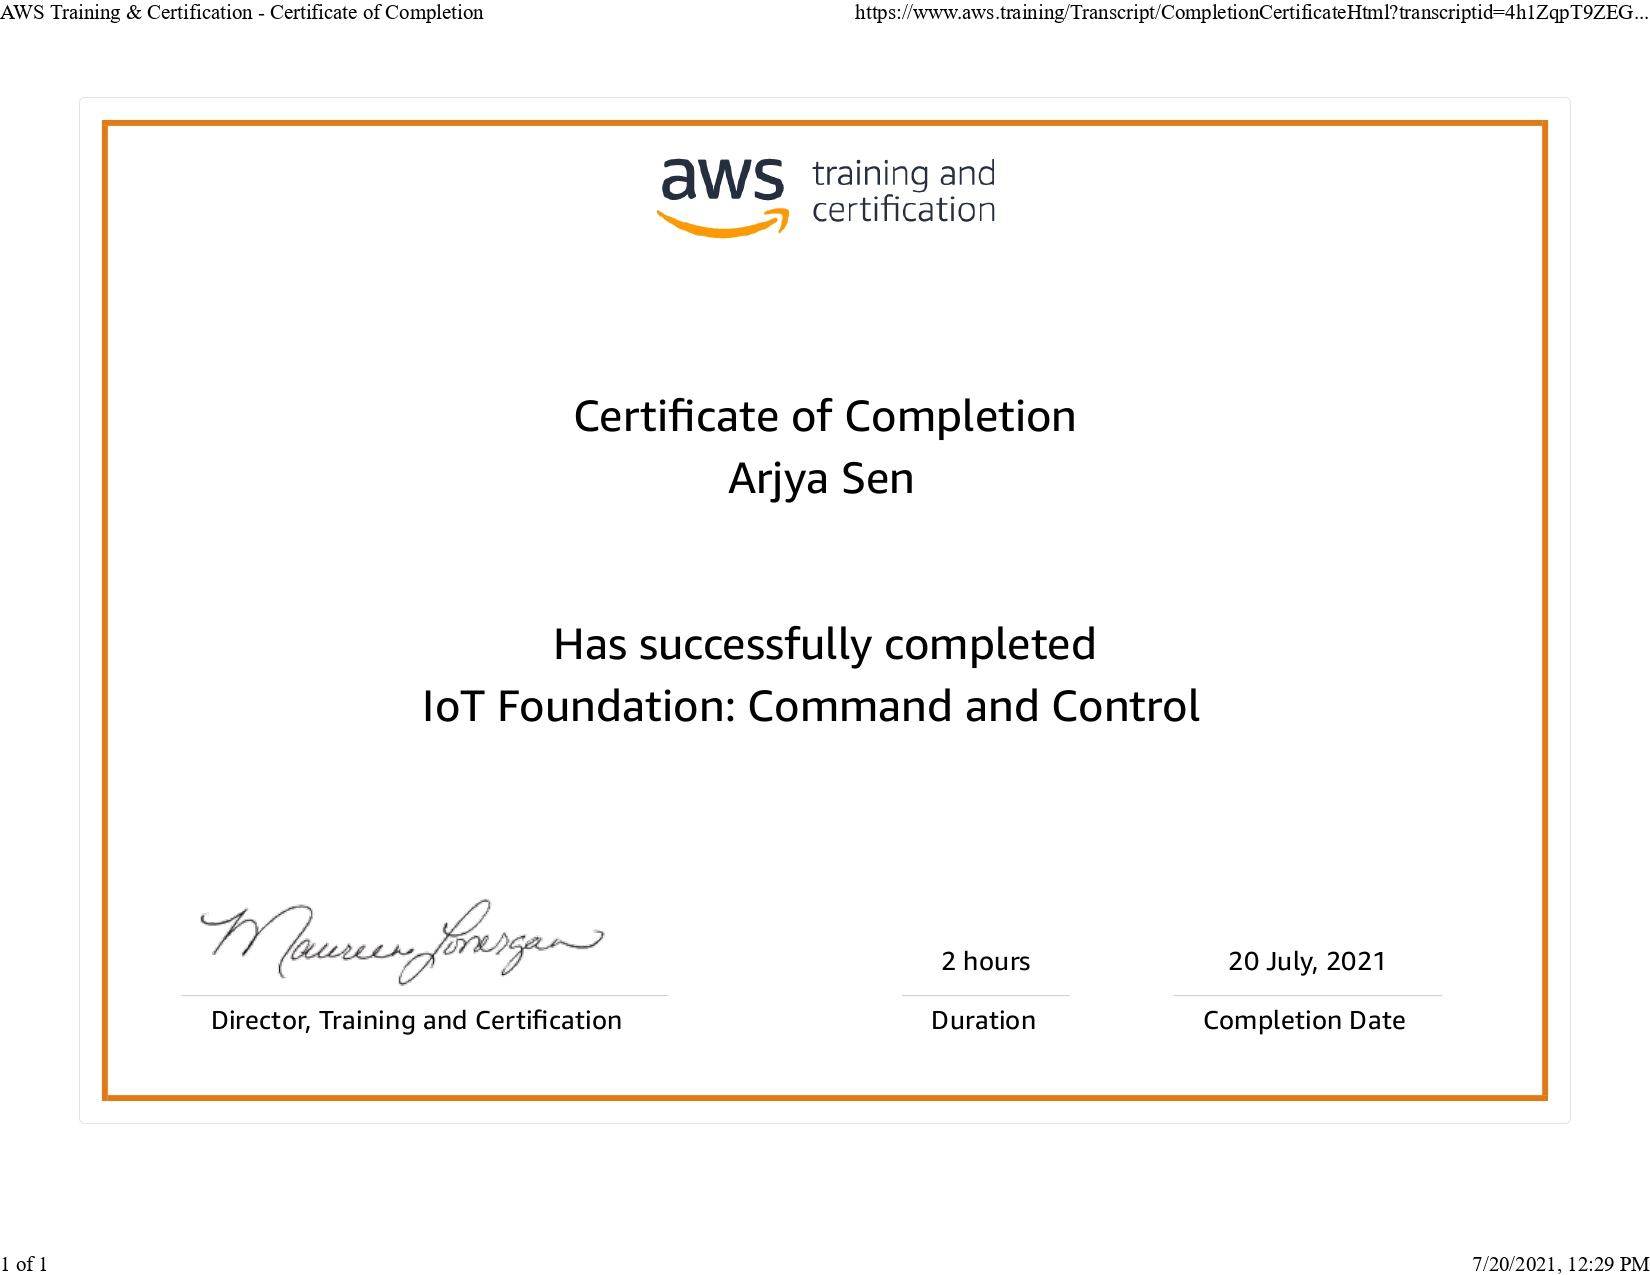 AWS Training & Certification - Certificate of Completion
https://www.aws.training/Transcript/CompletionCertificateHtml?transcriptid=4h1ZqpT9ZEG...
aws training and
certification
Certificate of Completion
Arjya Sen
Has successfully completed
IoT Foundation: Command and Control
Maureen Lonergan
2 hours
20 July, 2021
Director, Training and Certification
Duration
Completion Date
1 of 1
7/20/2021, 12:29 PM